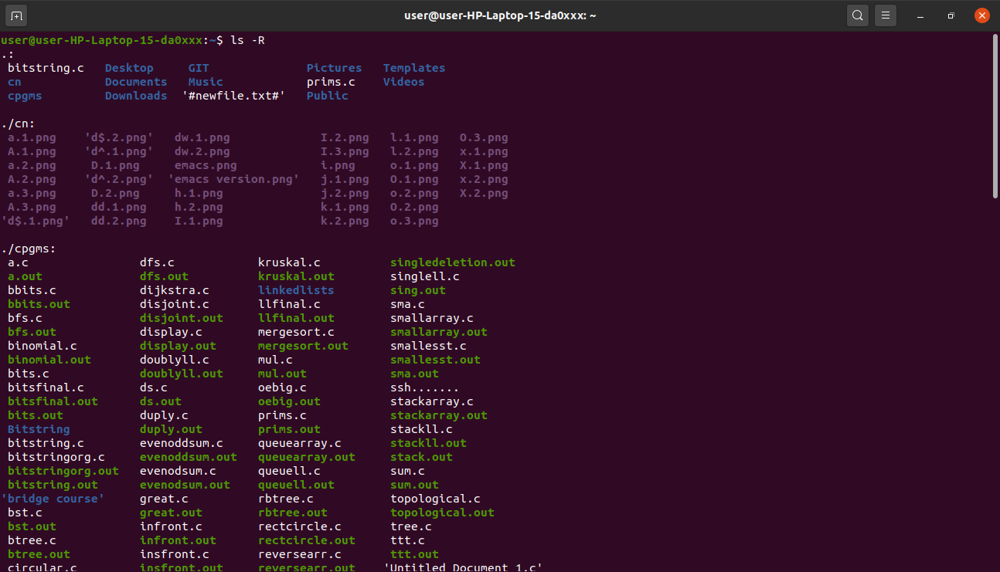 user@user-HP-Laptop-15-da0xxx: ~
user@user-HP-Laptop-15-da0xxx:~$ ls -R
.:
bitstring.c Desktop GIT Pictures Templates
cn Documents Music prims.c Videos
cpgms Downloads '#newfile.txt#' Public
./cn:
a.1.png 'd$.2.png' dw.1.png I.2.png l.1.png O.3.png
A.1.png 'd^.1.png' dw.2.png I.3.png l.2.png x.1.png
a.2.png D.1.png emacs.png i.png o.1.png X.1.png
A.2.png 'd^.2.png' 'emacs version.png' j.1.png O.1.png x.2.png
a.3.png D.2.png h.1.png j.2.png o.2.png X.2.png
A.3.png dd.1.png h.2.png k.1.png O.2.png
'd$.1.png' dd.2.png I.1.png k.2.png o.3.png
./cpgms:
a.c dfs.c kruskal.c singledeletion.out
a.out dfs.out kruskal.out singlell.c
bbits.c dijkstra.c linkedlists sing.out
bbits.out disjoint.c llfinal.c sma.c
bfs.c disjoint.out llfinal.out smallarray.c
bfs.out display.c mergesort.c smallarray.out
binomial.c display.out mergesort.out smallesst.c
binomial.out doublyll.c mul.c smallesst.out
bits.c doublyll.out mul.out sma.out
bitsfinal.c ds.c oebig.c ssh.......
bitsfinal.out ds.out oebig.out stackarray.c
bits.out duply.c prims.c stackarray.out
Bitstring duply.out prims.out stackll.c
bitstring.c evenoddsum.c queuearray.c stackll.out
bitstringorg.c evenoddsum.out queuearray.out stack.out
bitstringorg.out evenodsum.c queuell.c sum.c
bitstring.out evenodsum.out queuell.out sum.out
'bridge course' great.c rbtree.c topological.c
bst.c great.out rbtree.out topological.out
bst.out infront.c rectcircle.c tree.c
btree.c infront.out rectcircle.out ttt.c
btree.out insfront.c reversearr.c ttt.out
circular.c insfront.out reversearr.out 'Untitled Document 1.c'